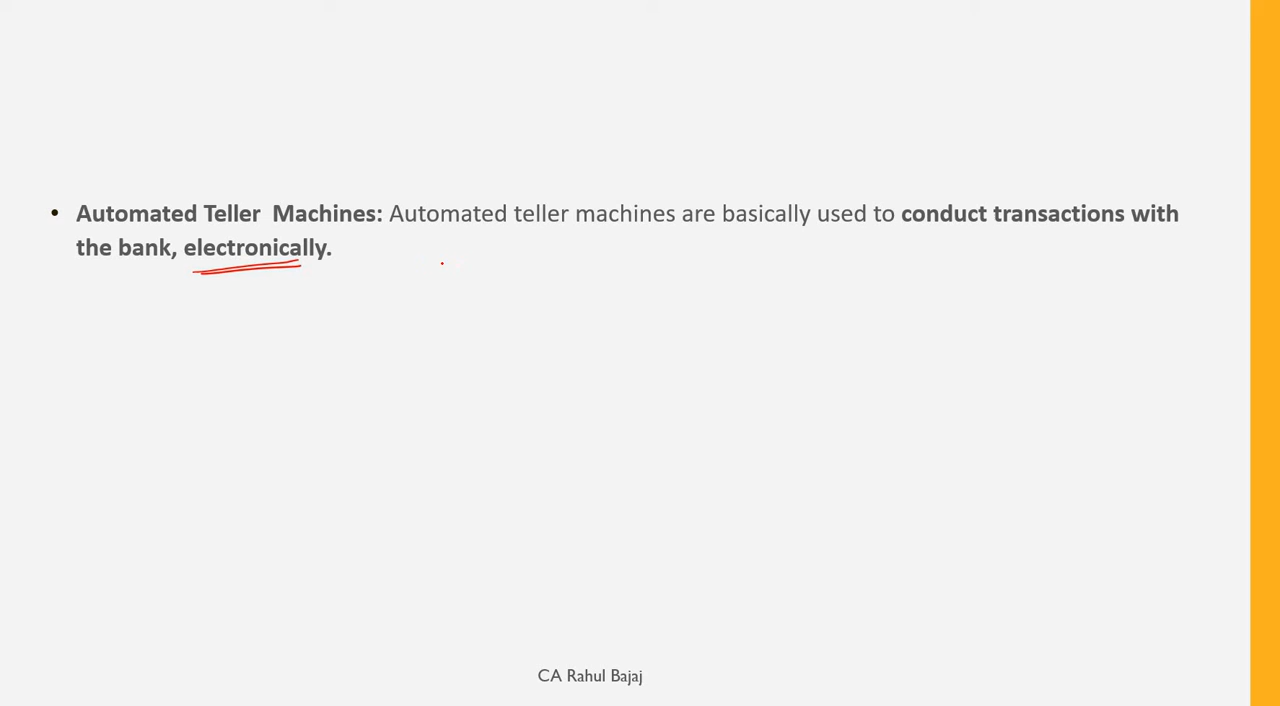 • Automated Teller  Machines: Automated teller machines are basically used to conduct transactions with
the bank, electronically.
CA Rahul Bajaj